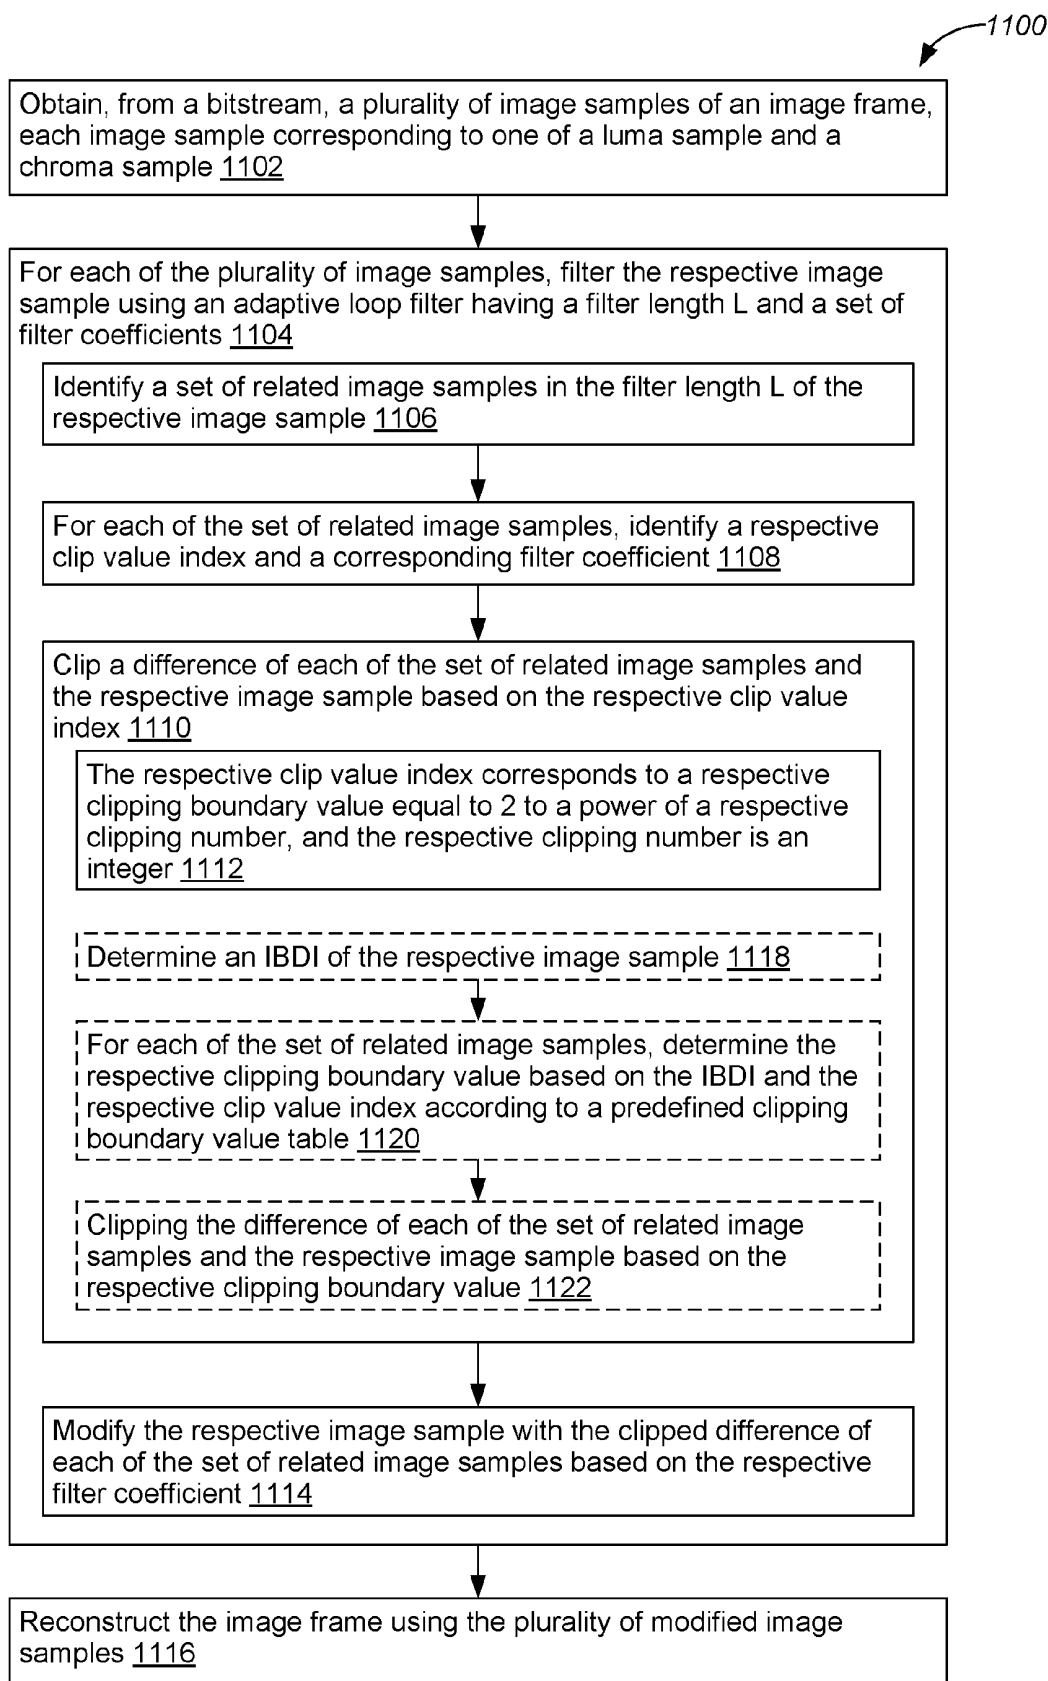 1100
Obtain, from a bitstream, a plurality of image samples of an image frame,
each image sample corresponding to one of a luma sample and a
chroma sample 1102
For each of the plurality of image samples, filter the respective image
sample using an adaptive loop filter having a filter length L and a set of
filter coefficients 1104
Identify a set of related image samples in the filter length L of the
respective image sample 1106
For each of the set of related image samples, identify a respective
clip value index and a corresponding filter coefficient 1108
Clip a difference of each of the set of related image samples and
the respective image sample based on the respective clip value
index 1110
The respective clip value index corresponds to a respective
clipping boundary value equal to 2 to a power of a respective
clipping number, and the respective clipping number is an
integer 1112
Determine an IBDI of the respective image sample 1118
For each of the set of related image samples, determine the
respective clipping boundary value based on the IBDI and the
respective clip value index according to a predefined clipping
boundary value table 1120
Clipping the difference of each of the set of related image
samples and the respective image sample based on the
respective clipping boundary value 1122
Modify the respective image sample with the clipped difference of
each of the set of related image samples based on the respective
filter coefficient 1114
Reconstruct the image frame using the plurality of modified image
samples 1116